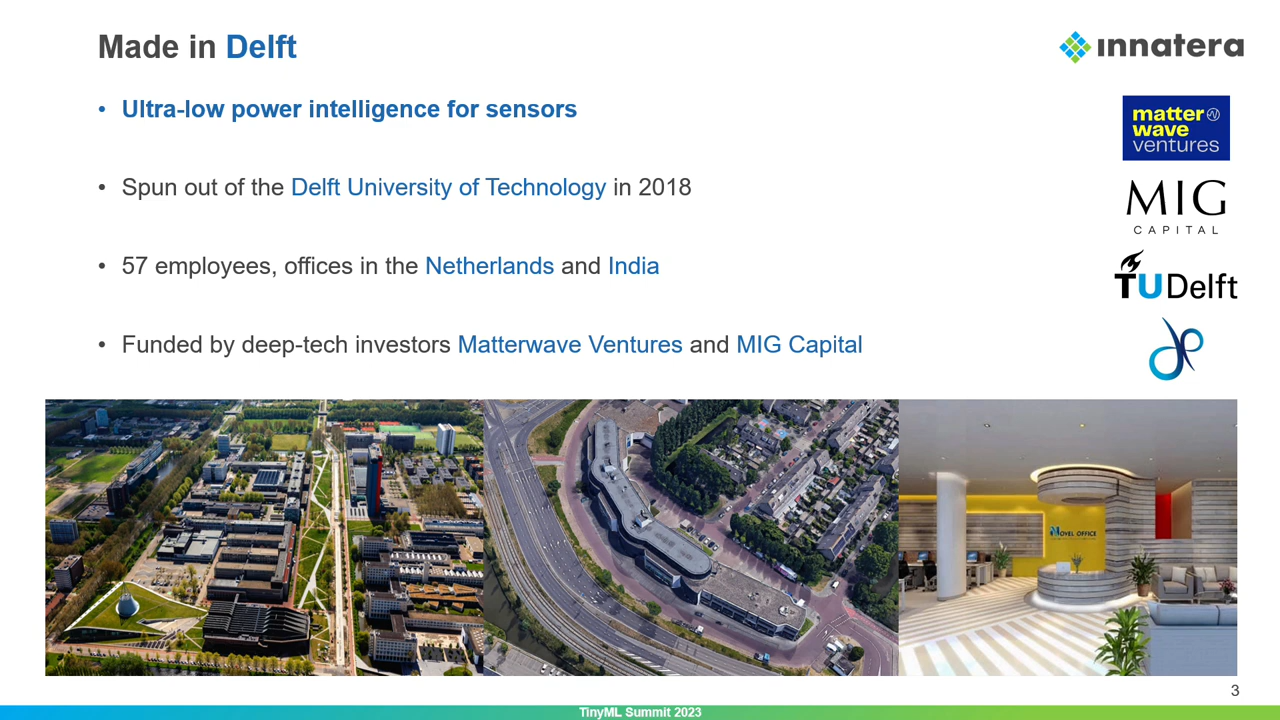 Made in Delft
innatera
• Ultra-low power intelligence for sensors
• Spun out of the Delft University of Technology in 2018
• 57 employees, offices in the Netherlands and India
• Funded by deep-tech investors Matterwave Ventures and MIG Capital
matter
wave
ventures
MIG
CAPITAL
TU Delft
NOVEL OFFICE
3
TinyML Summit 2023